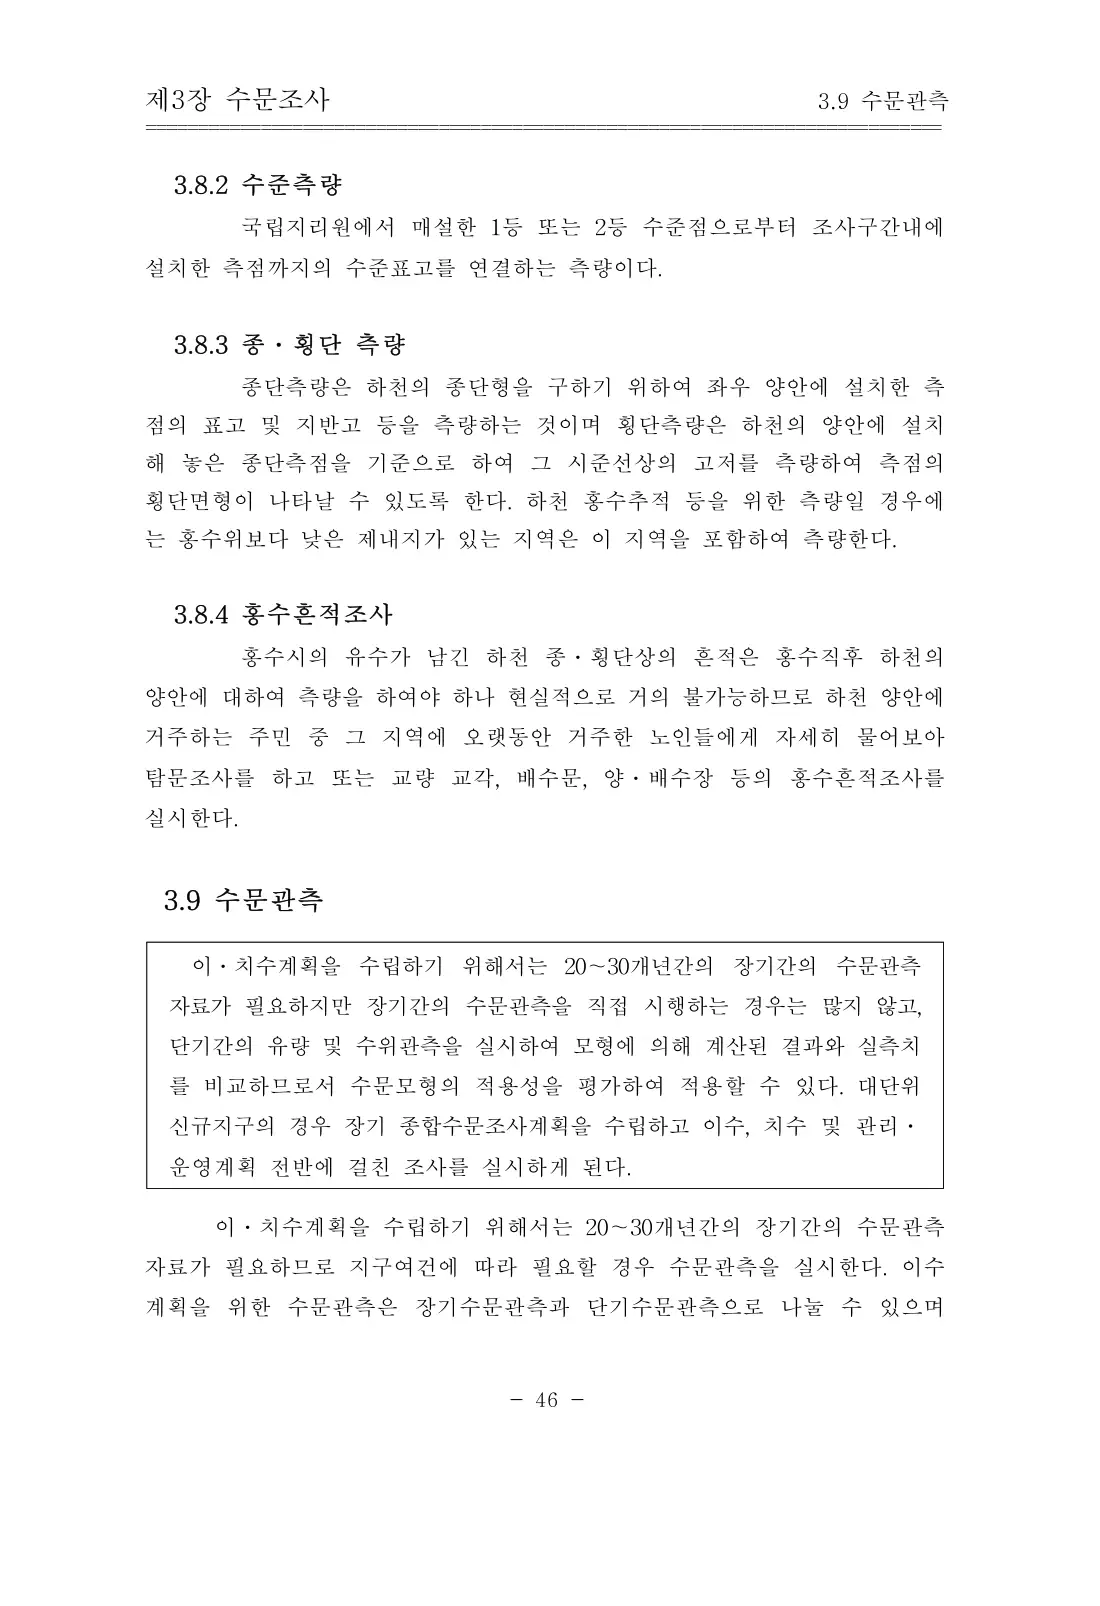 제3장 수문조사
3.9 수문관측
3.8.2 수준측량
국립지리원에서 매설한 1등 또는 2등 수준점으로부터 조사구간내에
설치한 측점까지의 수준표고를 연결하는 측량이다.
3.8.3 종·횡단 측량
종단측량은 하천의 종단형을 구하기 위하여 좌우 양안에 설치한 측
점의 표고 및 지반고 등을 측량하는 것이며 횡단측량은 하천의 양안에 설치
해 놓은 종단측점을 기준으로 하여 그 시준선상의 고저를 측량하여 측점의
횡단면형이 나타날 수 있도록 한다. 하천 홍수추적 등을 위한 측량일 경우에
는 홍수위보다 낮은 제내지가 있는 지역은 이 지역을 포함하여 측량한다.
3.8.4 홍수흔적조사
홍수시의 유수가 남긴 하천 종·횡단상의 흔적은 홍수직후 하천의
양안에 대하여 측량을 하여야 하나 현실적으로 거의 불가능하므로 하천 양안에
거주하는 주민 중 그 지역에 오랫동안 거주한 노인들에게 자세히 물어보아
탐문조사를 하고 또는 교량 교각, 배수문, 양·배수장 등의 홍수흔적조사를
실시한다.
3.9 수문관측
이·치수계획을 수립하기 위해서는 20∼30개년간의 장기간의 수문관측
자료가 필요하지만 장기간의 수문관측을 직접 시행하는 경우는 많지 않고,
단기간의 유량 및 수위관측을 실시하여 모형에 의해 계산된 결과와 실측치
를 비교하므로서 수문모형의 적용성을 평가하여 적용할 수 있다. 대단위
신규지구의 경우 장기 종합수문조사계획을 수립하고 이수, 치수 및 관리·
운영계획 전반에 걸친 조사를 실시하게 된다.
이·치수계획을 수립하기 위해서는 20∼30개년간의 장기간의 수문관측
자료가 필요하므로 지구여건에 따라 필요할 경우 수문관측을 실시한다. 이수
계획을 위한 수문관측은 장기수문관측과 단기수문관측으로 나눌 수 있으며
- 46 -